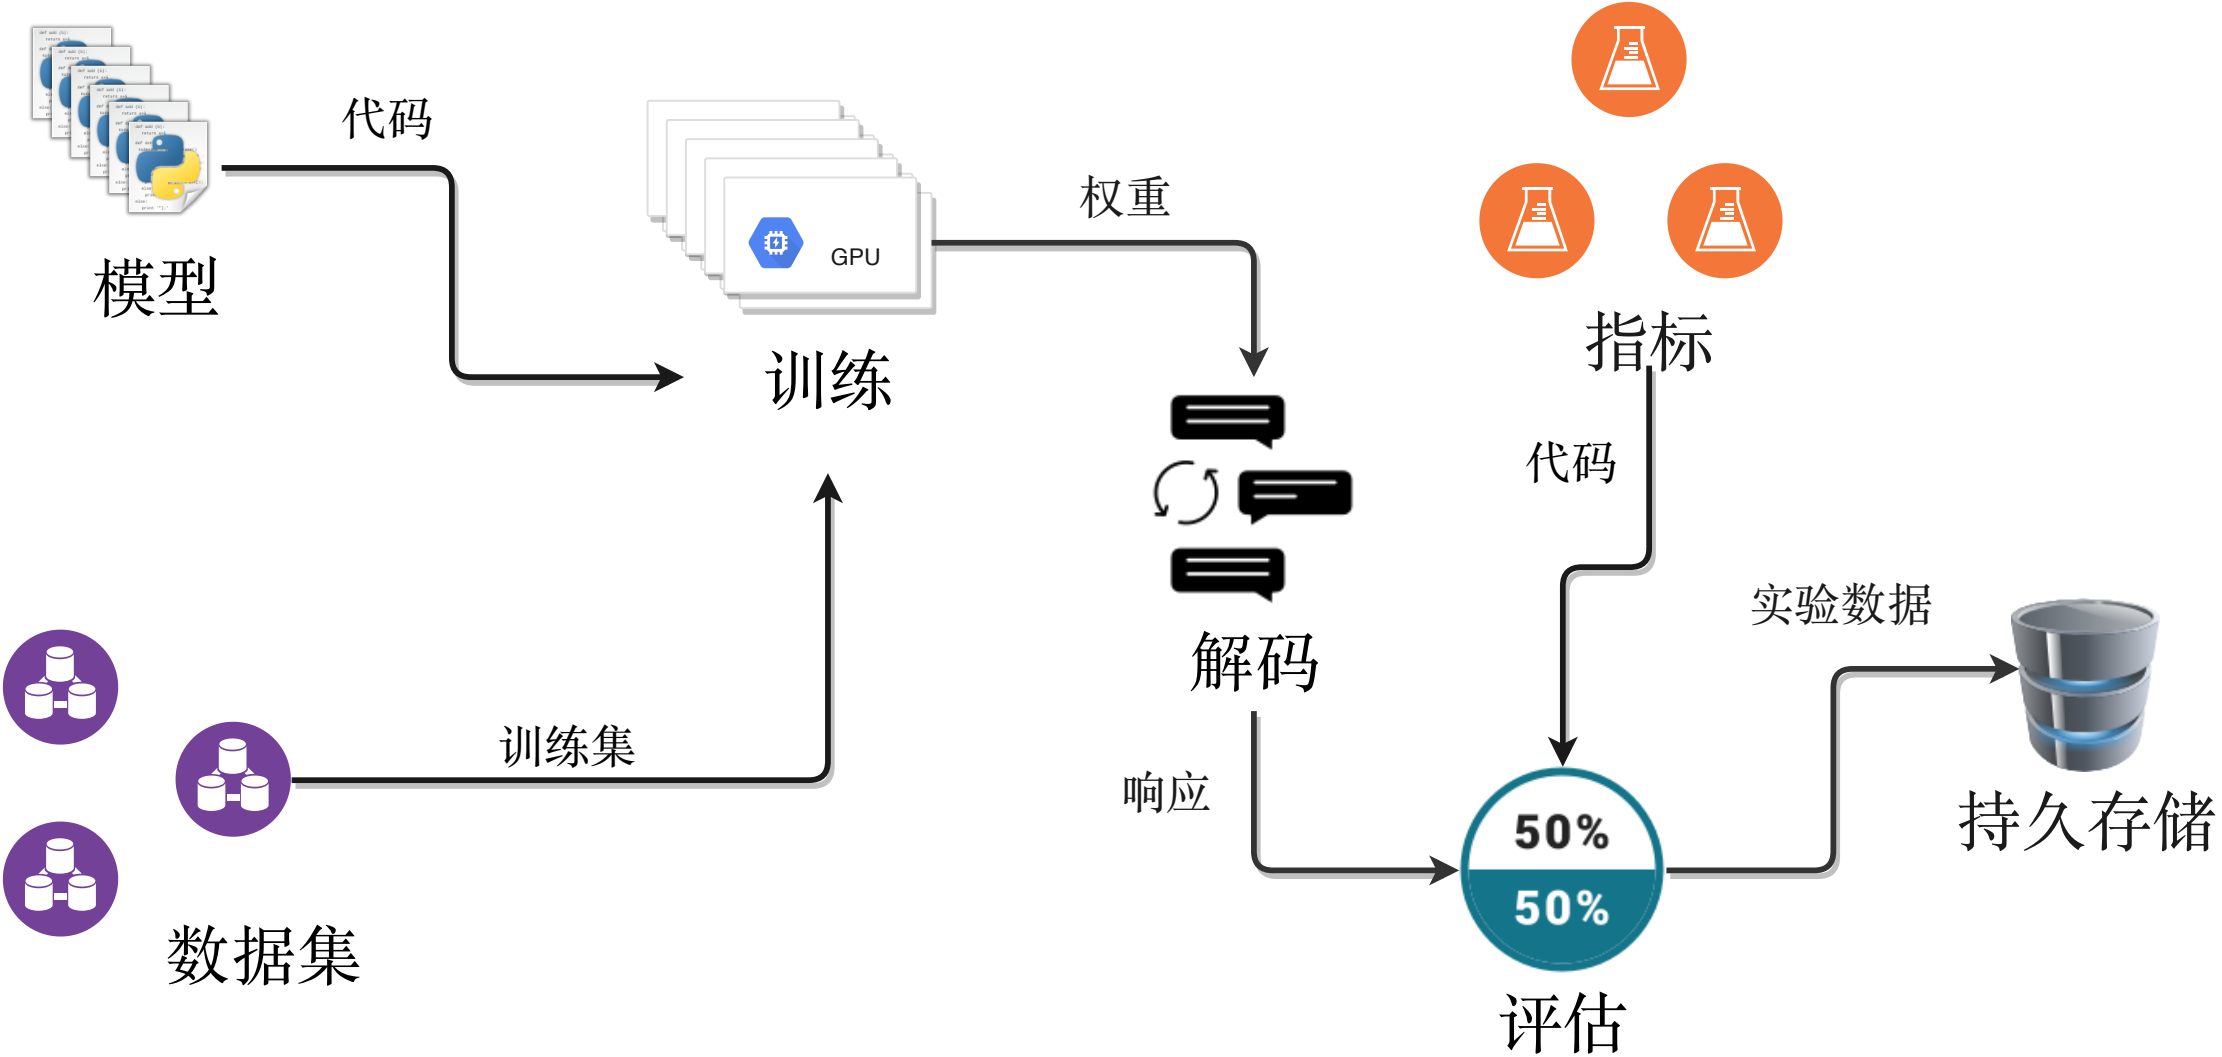 代码
模型
GPU
训练
权重
指标
代码
解码
训练集
数据集
响应
50%
50%
评估
实验数据
持久存储